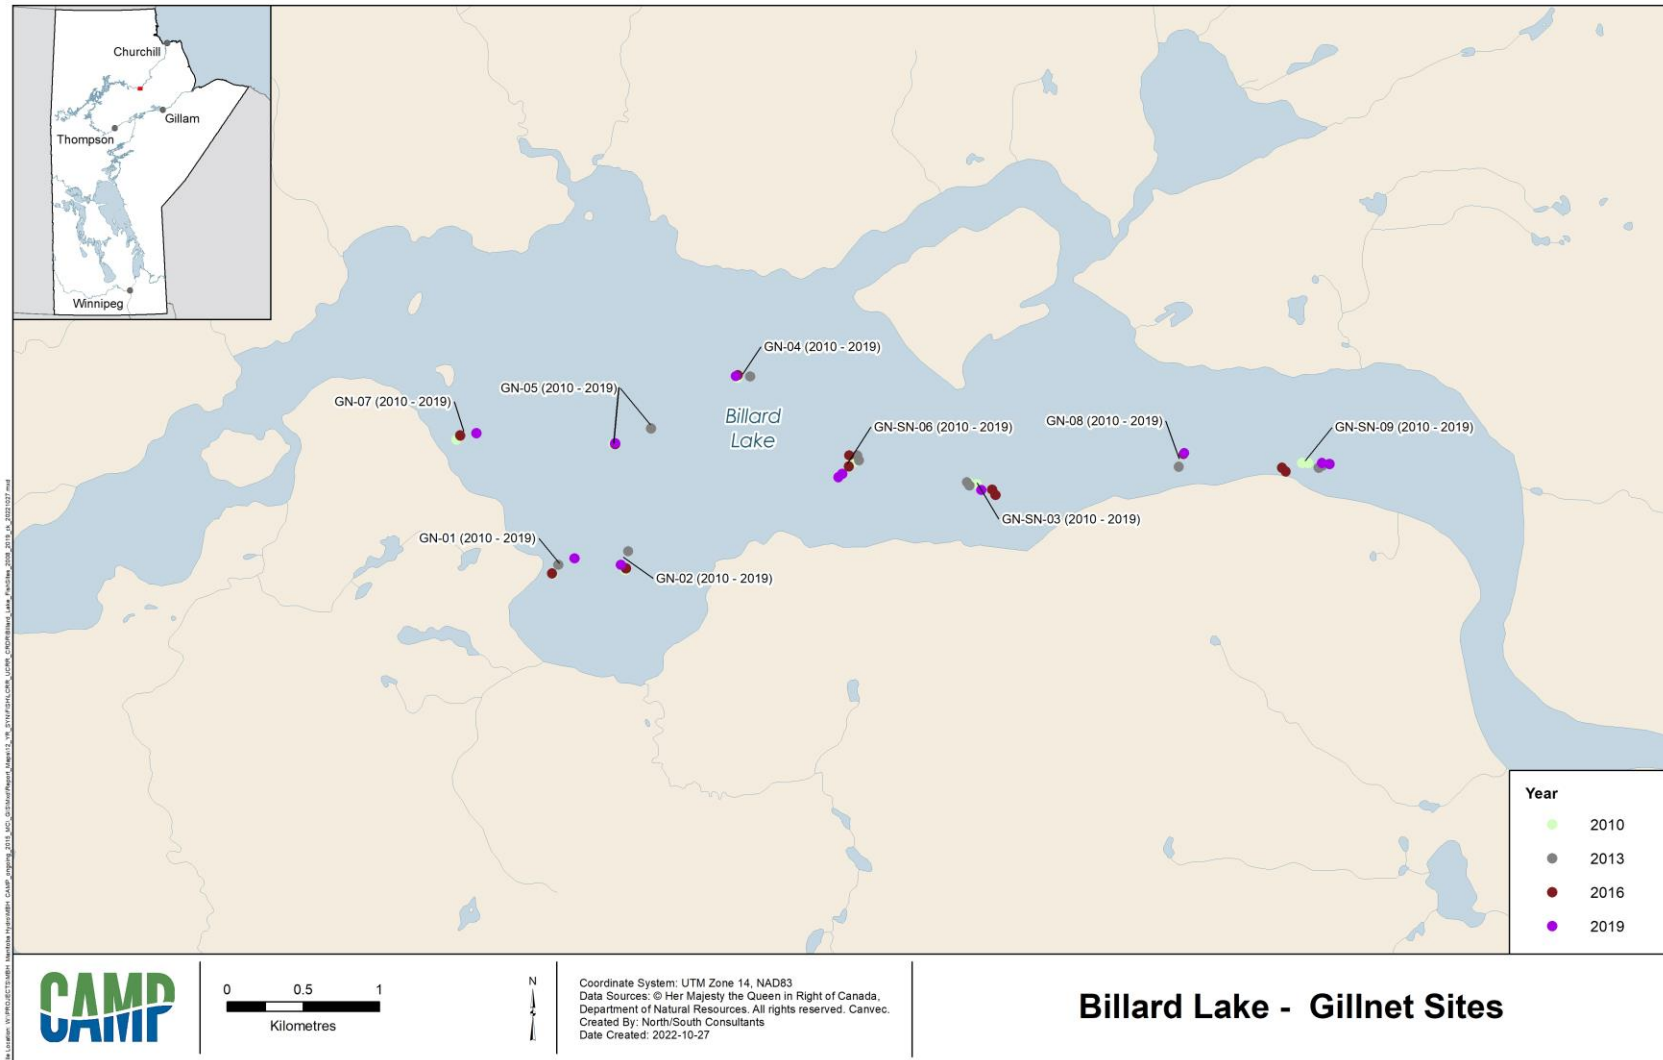 Churchill
Gillam
Thompson
Winnipeg
GN-04 (2010 - 2019)
GN-05 (2010 - 2019)
GN-07 (2010 - 2019)
Billard
Lake
GN-SN-06 (2010 - 2019)
GN-08 (2010 - 2019)
GN-SN-09 (2010 - 2019)
GN-SN-03 (2010 - 2019)
GN-01 (2010 - 2019)
GN-02 (2010 - 2019)
Year
2010
2013
2016
2019
CAMP
0 0.5 1
Kilometres
N
Coordinate System: UTM Zone 14, NAD83
Data Sources: © Her Majesty the Queen in Right of Canada,
Department of Natural Resources. All rights reserved. Canvec.
Created By: North/South Consultants
Date Created: 2022-10-27
Billard Lake - Gillnet Sites